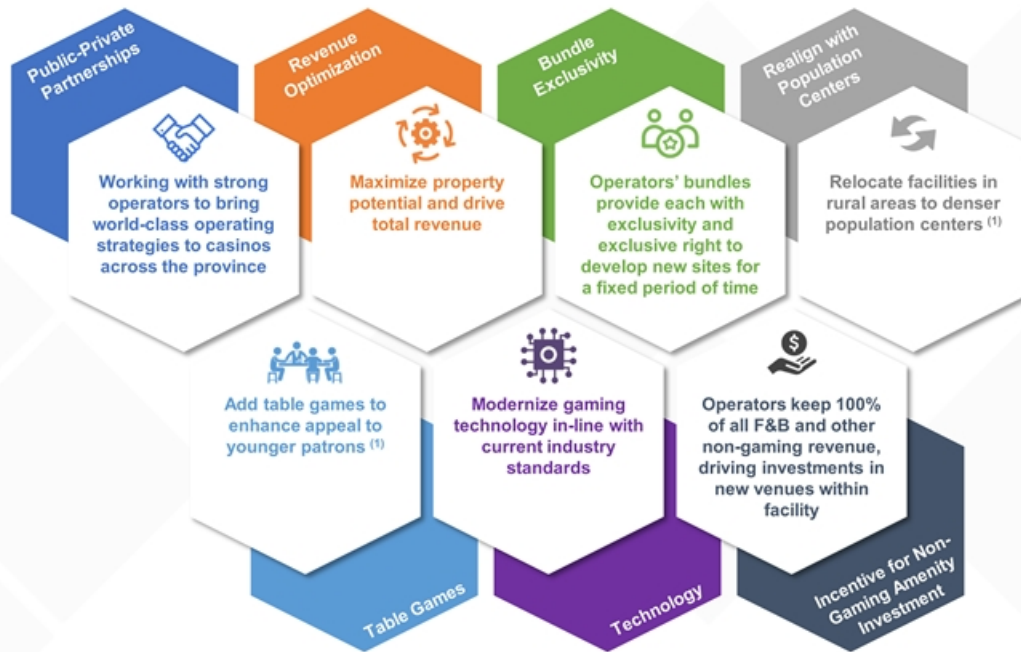 Public-Private
Partnerships
Working with strong
operators to bring
world-class operating
strategies to casinos
across the province
Revenue
Optimization
Maximize property
potential and drive
total revenue
Bundle
Exclusivity
Operators’ bundles
provide each with
exclusivity and
exclusive right to
develop new sites for
a fixed period of time
Realign with
Population
Centers
Relocate facilities in
rural areas to denser
population centers (1)
Add table games to
enhance appeal to
younger patrons (1)
Table Games
Modernize gaming
technology in-line with
current industry
standards
Technology
$
Operators keep 100%
of all F&B and other
non-gaming revenue,
driving investments in
new venues within
facility
Incentive for Non-
Gaming Amenity
Investment